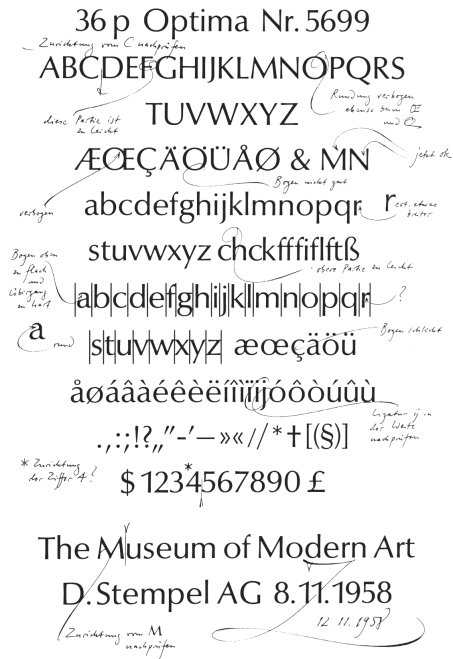 36 p Optima Nr. 5699
Zurichtung vom C nachprüfen
ABCDEFGHIJKLMNOPQRS
Rundung verbogen
ebenso beim Œ
und Q
TUVWXYZ
diese Partie ist
zu leicht
ÆŒÇÄÖÜÅØ & MN
jetzt ok
Bogen nicht gut
abcdefghijklmnopqr
r evt. etwas
breiter
verbogen
stuvwxyz chckfffiflftß
Bogen oben
zu flach
und
Übergang
zu hart
obere Partie zu leicht
abcdefghijklmnopqr
?
a rund
stuvwxyz æœçäöü
Bogen schlecht
åøáâàéêèëíîìïijóôòúûù
Ligatur ij in
der Weite
nachprüfen
.,:;!?„”-’—»«//*†[(§)]
* Zurichtung
der Ziffer 4?
$ 123*4567890 £
The Museum of Modern Art
D. Stempel AG 8.11.1958
12.11.1958
Zurichtung vom M
nachprüfen